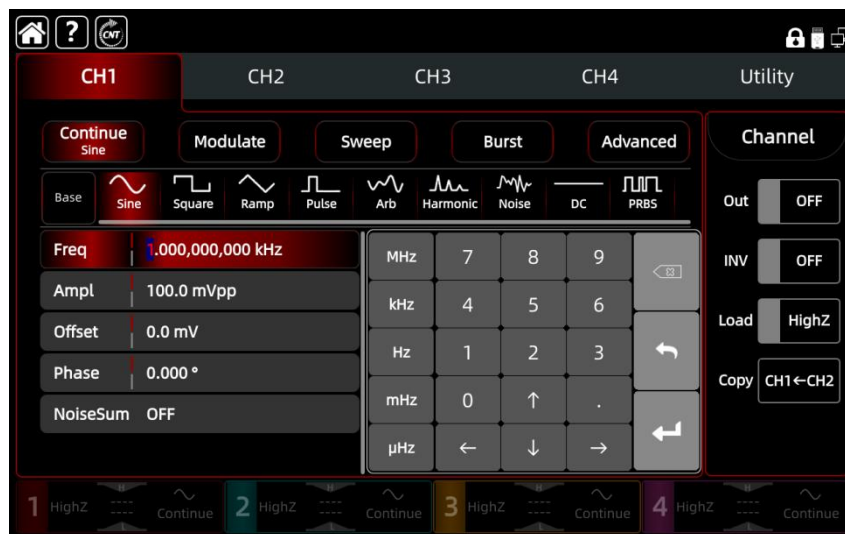 ? CNT
CH1 CH2 CH3 CH4 Utility
Continue Modulate Sweep Burst Advanced Channel
Sine
Base Sine Square Ramp Pulse Arb Harmonic Noise DC PRBS Out OFF
Freq 1.000,000,000 kHz MHz 7 8 9 INV OFF
Ampl 100.0 mVpp kHz 4 5 6
Offset 0.0 mV Load HighZ
Hz 1 2 3
Phase 0.000 ° Copy CH1←CH2
mHz 0 ↑ .
NoiseSum OFF
µHz ← ↓ →
1 HighZ H L Continue 2 HighZ H L Continue 3 HighZ H L Continue 4 HighZ H L Continue